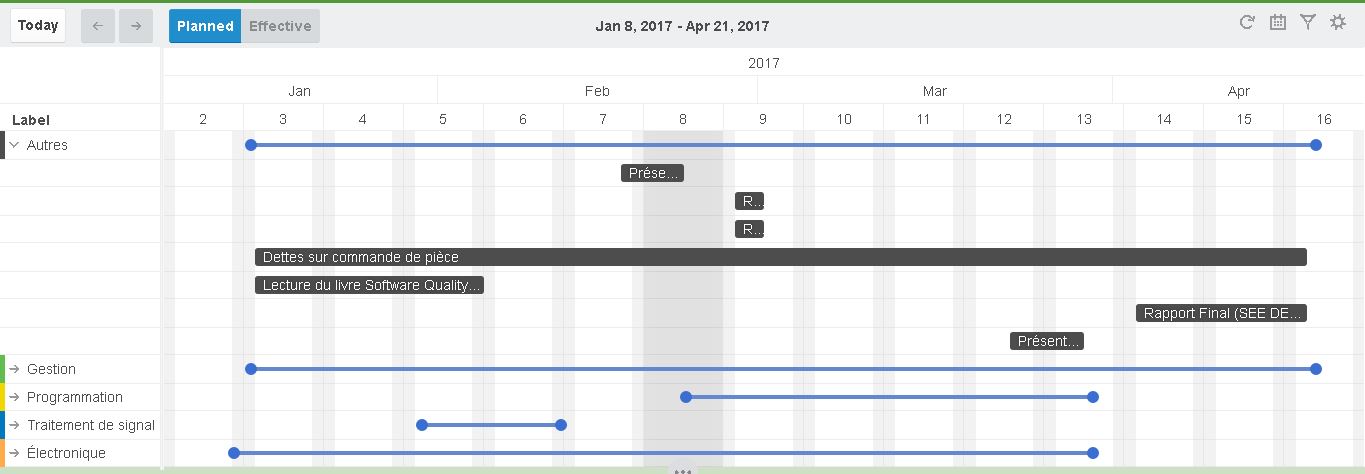 Today ← → Planned Effective Jan 8, 2017 - Apr 21, 2017
2017
Jan Feb Mar Apr
Label 2 3 4 5 6 7 8 9 10 11 12 13 14 15 16
Autres
Prése...
R...
R...
Dettes sur commande de pièce
Lecture du livre Software Quality...
Rapport Final (SEE DE...
Présent...
→ Gestion
→ Programmation
→ Traitement de signal
→ Électronique